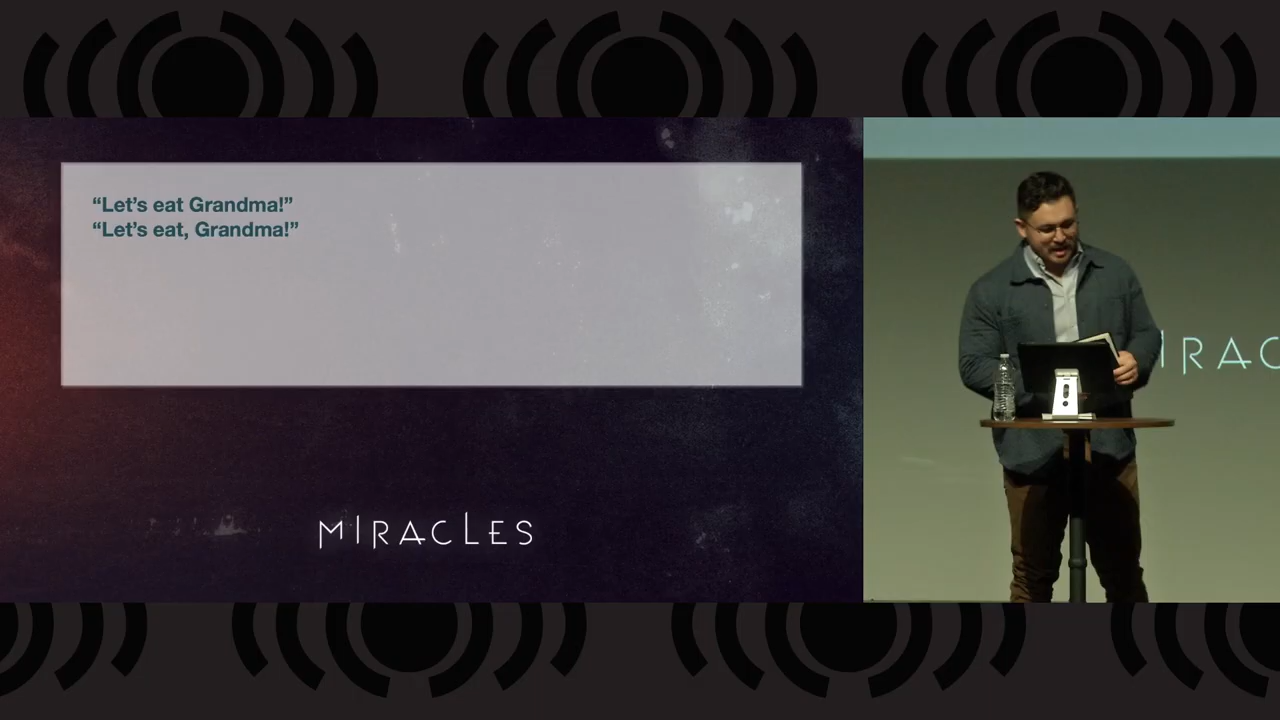 “Let’s eat Grandma!”
“Let’s eat, Grandma!”
MIRACLES
IRAC